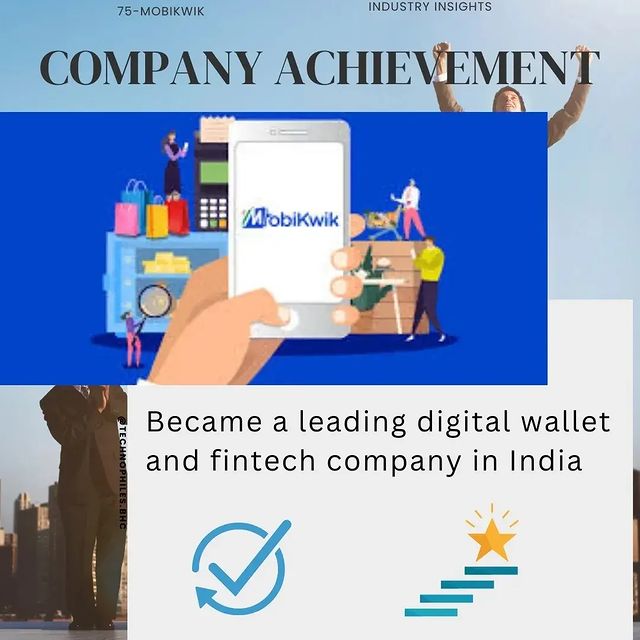 75-MOBIKWIK
INDUSTRY INSIGHTS
COMPANY ACHIEVEMENT
MobiKwik
Became a leading digital wallet
and fintech company in India
@TECHNOPHILES.BHC